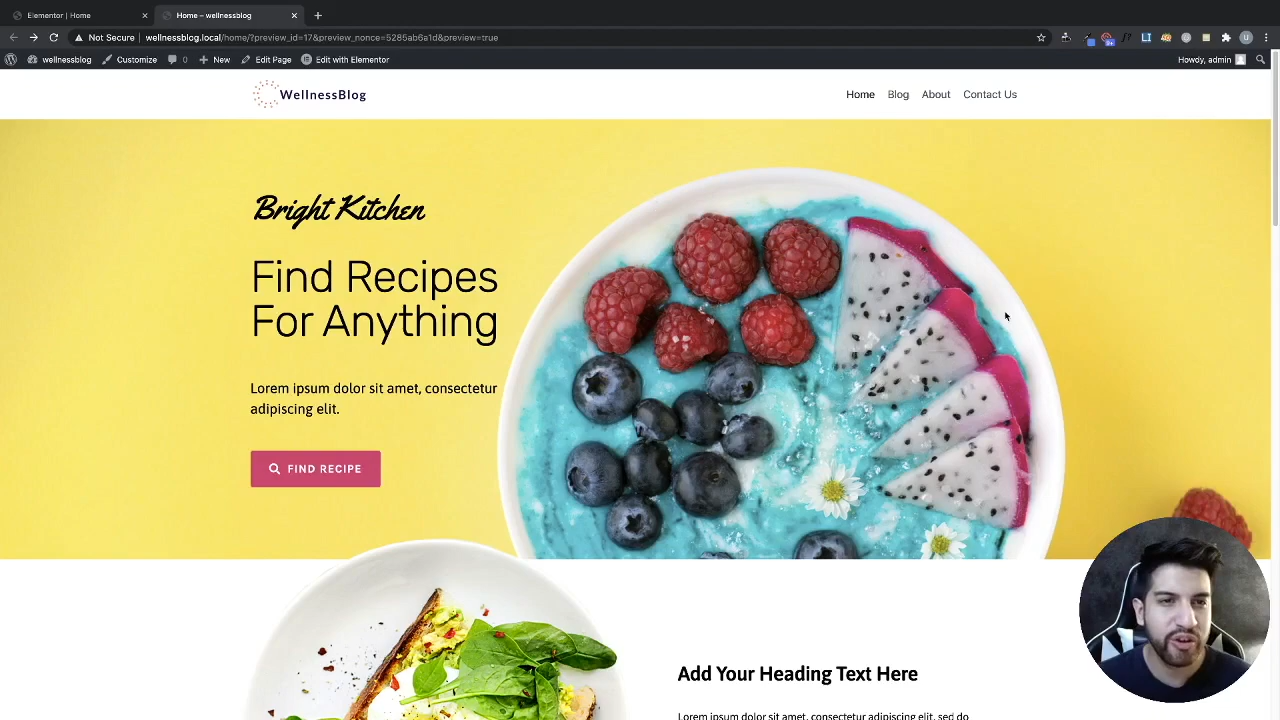 Elementor | Home
Home – wellnessblog
Not Secure | wellnessblog.local/home/?preview_id=17&preview_nonce=5285ab6a1d&preview=true
wellnessblog Customize 0 New Edit Page Edit with Elementor Howdy, admin
WellnessBlog
Home Blog About Contact Us
Bright Kitchen
Find Recipes
For Anything
Lorem ipsum dolor sit amet, consectetur
adipiscing elit.
FIND RECIPE
Add Your Heading Text Here
Lorem ipsum dolor sit amet, consectetur adipiscing elit, sed do